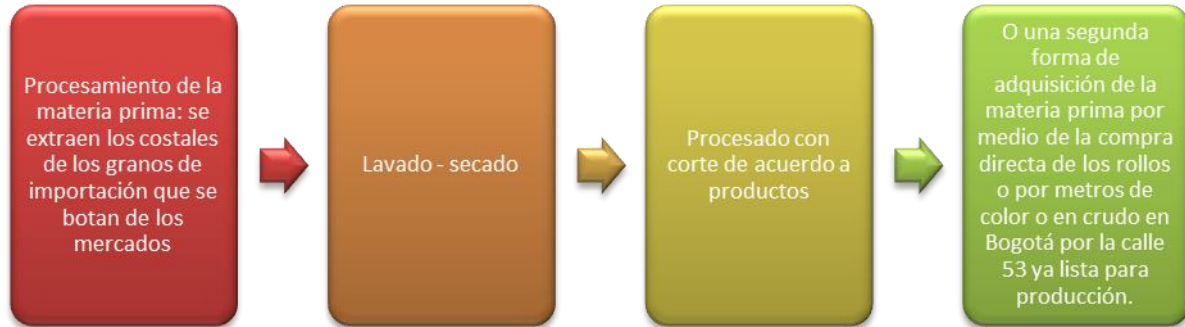 Procesamiento de la
materia prima: se
extraen los costales
de los granos de
importación que se
botan de los
mercados
Lavado - secado
Procesado con
corte de acuerdo a
productos
O una segunda
forma de
adquisición de la
materia prima por
medio de la compra
directa de los rollos
o por metros de
color o en crudo en
Bogotá por la calle
53 ya lista para
producción.